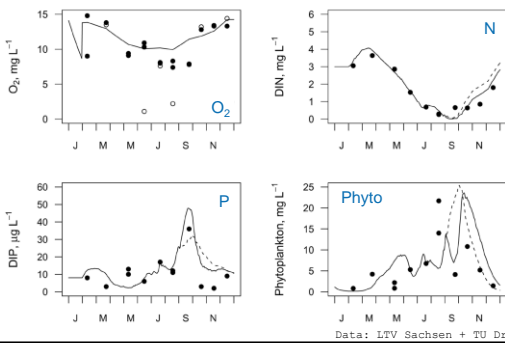 O₂, mg L⁻¹
15
10
5
0
O₂
J M M J S N
DIN, mg L⁻¹
6
5
4
3
2
1
0
N
J M M J S N
DIP, µg L⁻¹
60
50
40
30
20
10
0
P
J M M J S N
Phytoplankton, mg L⁻¹
25
20
15
10
5
0
Phyto
J M M J S N
Data: LTV Sachsen + TU Dr